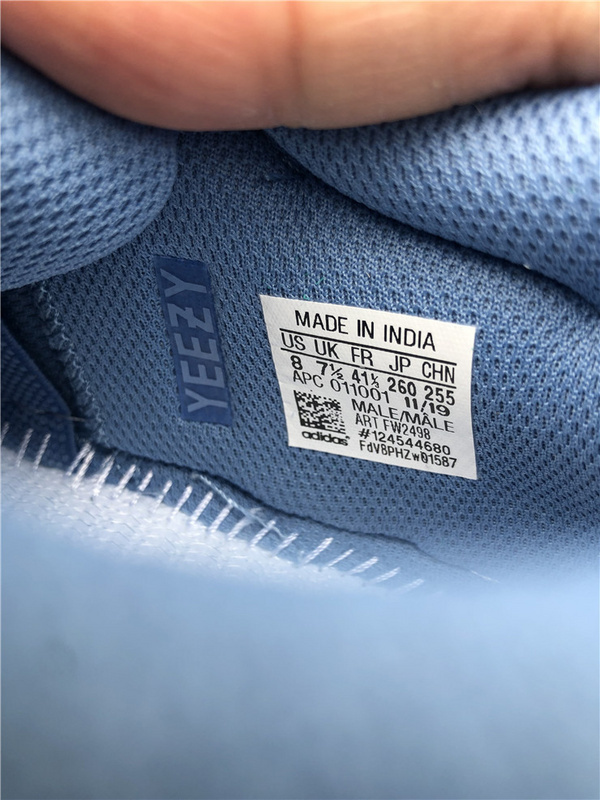 YEEZY
MADE IN INDIA
US UK FR JP CHN
8 7½ 41⅓ 260 255
APC 011001 11/19
MALE/MÂLE
ART FW2498
#124544680
FdV8PHZw01587
adidas